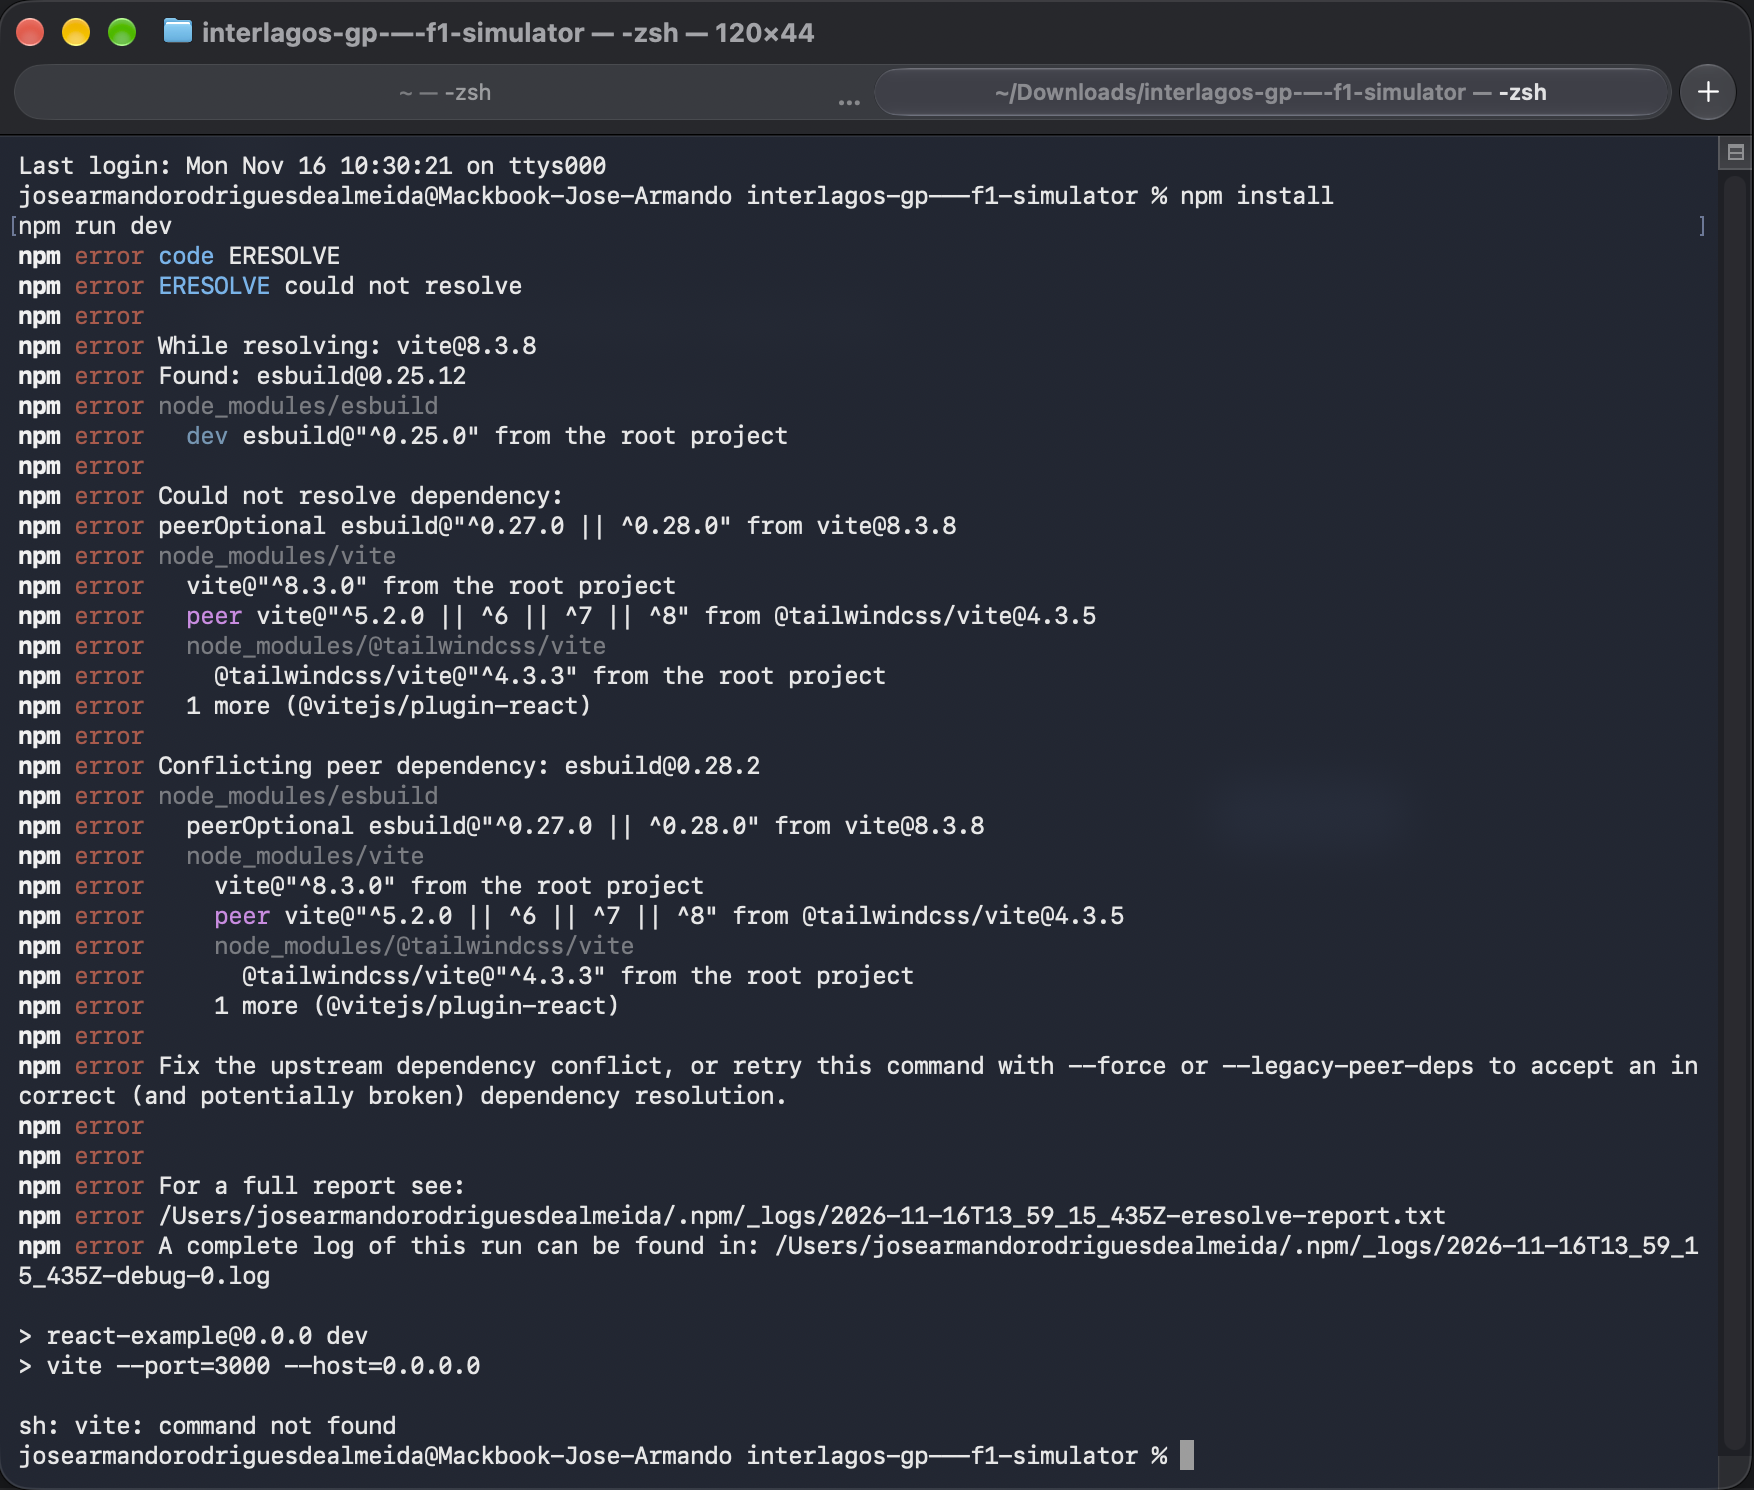 interlagos-gp-—-f1-simulator — -zsh — 120×44
~ — -zsh
...
~/Downloads/interlagos-gp-—-f1-simulator — -zsh
+
Last login: Mon Nov 16 10:30:21 on ttys000
josearmandorodriguesdealmeida@Mackbook-Jose-Armando interlagos-gp-—-f1-simulator % npm install
[npm run dev ]
npm error code ERESOLVE
npm error ERESOLVE could not resolve
npm error
npm error While resolving: vite@8.3.8
npm error Found: esbuild@0.25.12
npm error node_modules/esbuild
npm error   dev esbuild@"^0.25.0" from the root project
npm error
npm error Could not resolve dependency:
npm error peerOptional esbuild@"^0.27.0 || ^0.28.0" from vite@8.3.8
npm error node_modules/vite
npm error   vite@"^8.3.0" from the root project
npm error   peer vite@"^5.2.0 || ^6 || ^7 || ^8" from @tailwindcss/vite@4.3.5
npm error   node_modules/@tailwindcss/vite
npm error     @tailwindcss/vite@"^4.3.3" from the root project
npm error   1 more (@vitejs/plugin-react)
npm error
npm error Conflicting peer dependency: esbuild@0.28.2
npm error node_modules/esbuild
npm error   peerOptional esbuild@"^0.27.0 || ^0.28.0" from vite@8.3.8
npm error   node_modules/vite
npm error     vite@"^8.3.0" from the root project
npm error     peer vite@"^5.2.0 || ^6 || ^7 || ^8" from @tailwindcss/vite@4.3.5
npm error     node_modules/@tailwindcss/vite
npm error       @tailwindcss/vite@"^4.3.3" from the root project
npm error     1 more (@vitejs/plugin-react)
npm error
npm error Fix the upstream dependency conflict, or retry this command with --force or --legacy-peer-deps to accept an in
correct (and potentially broken) dependency resolution.
npm error
npm error
npm error For a full report see:
npm error /Users/josearmandorodriguesdealmeida/.npm/_logs/2026-11-16T13_59_15_435Z-eresolve-report.txt
npm error A complete log of this run can be found in: /Users/josearmandorodriguesdealmeida/.npm/_logs/2026-11-16T13_59_1
5_435Z-debug-0.log
> react-example@0.0.0 dev
> vite --port=3000 --host=0.0.0.0
sh: vite: command not found
josearmandorodriguesdealmeida@Mackbook-Jose-Armando interlagos-gp-—-f1-simulator %